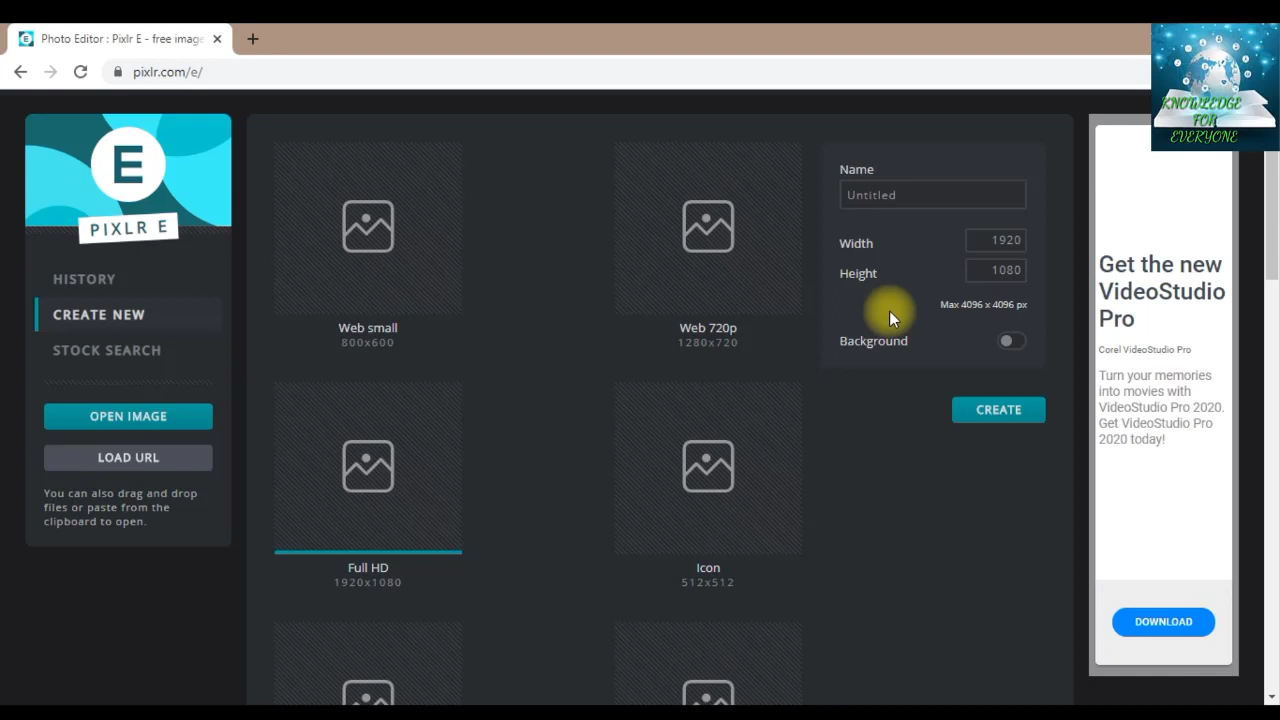 Photo Editor : Pixlr E - free image
pixlr.com/e/
KNOWLEDGE
FOR
EVERYONE
E
PIXLR E
HISTORY
CREATE NEW
STOCK SEARCH
OPEN IMAGE
LOAD URL
You can also drag and drop
files or paste from the
clipboard to open.
Web small
800x600
Web 720p
1280x720
Full HD
1920x1080
Icon
512x512
Name
Untitled
Width
1920
Height
1080
Max 4096 x 4096 px
Background
CREATE
Get the new
VideoStudio
Pro
Corel VideoStudio Pro
Turn your memories
into movies with
VideoStudio Pro 2020.
Get VideoStudio Pro
2020 today!
DOWNLOAD